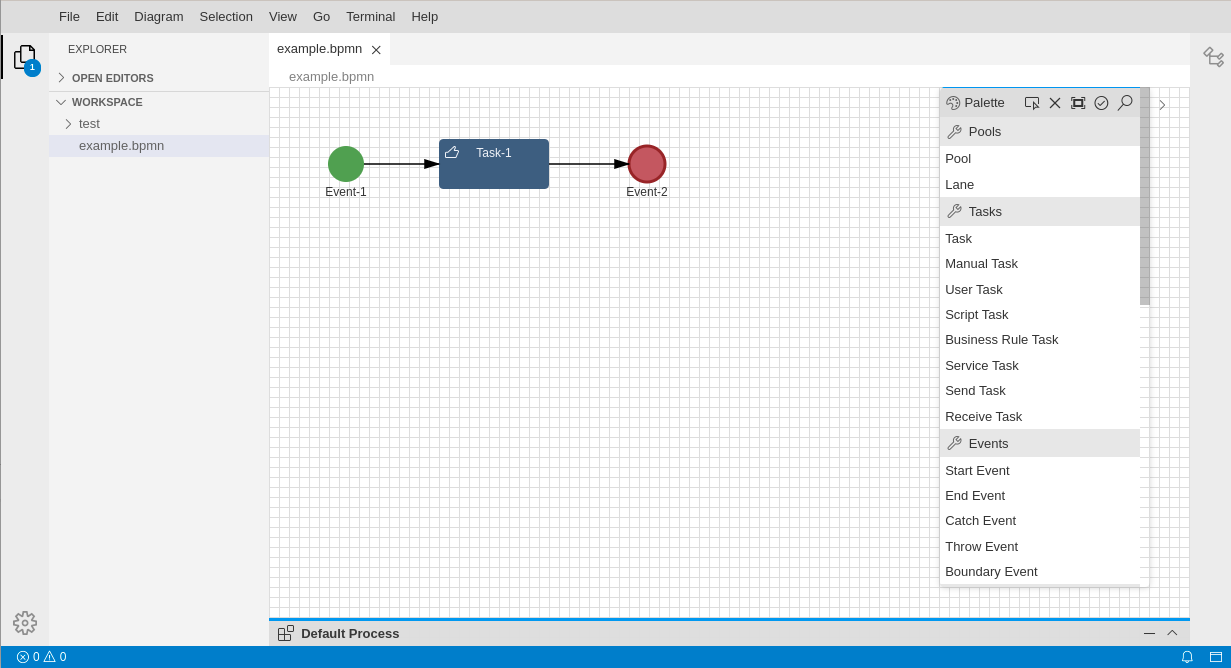 File Edit Diagram Selection View Go Terminal Help
EXPLORER
1
OPEN EDITORS
WORKSPACE
test
example.bpmn
example.bpmn
example.bpmn
Event-1
Task-1
Event-2
Palette
Pools
Pool
Lane
Tasks
Task
Manual Task
User Task
Script Task
Business Rule Task
Service Task
Send Task
Receive Task
Events
Start Event
End Event
Catch Event
Throw Event
Boundary Event
Default Process
0 0